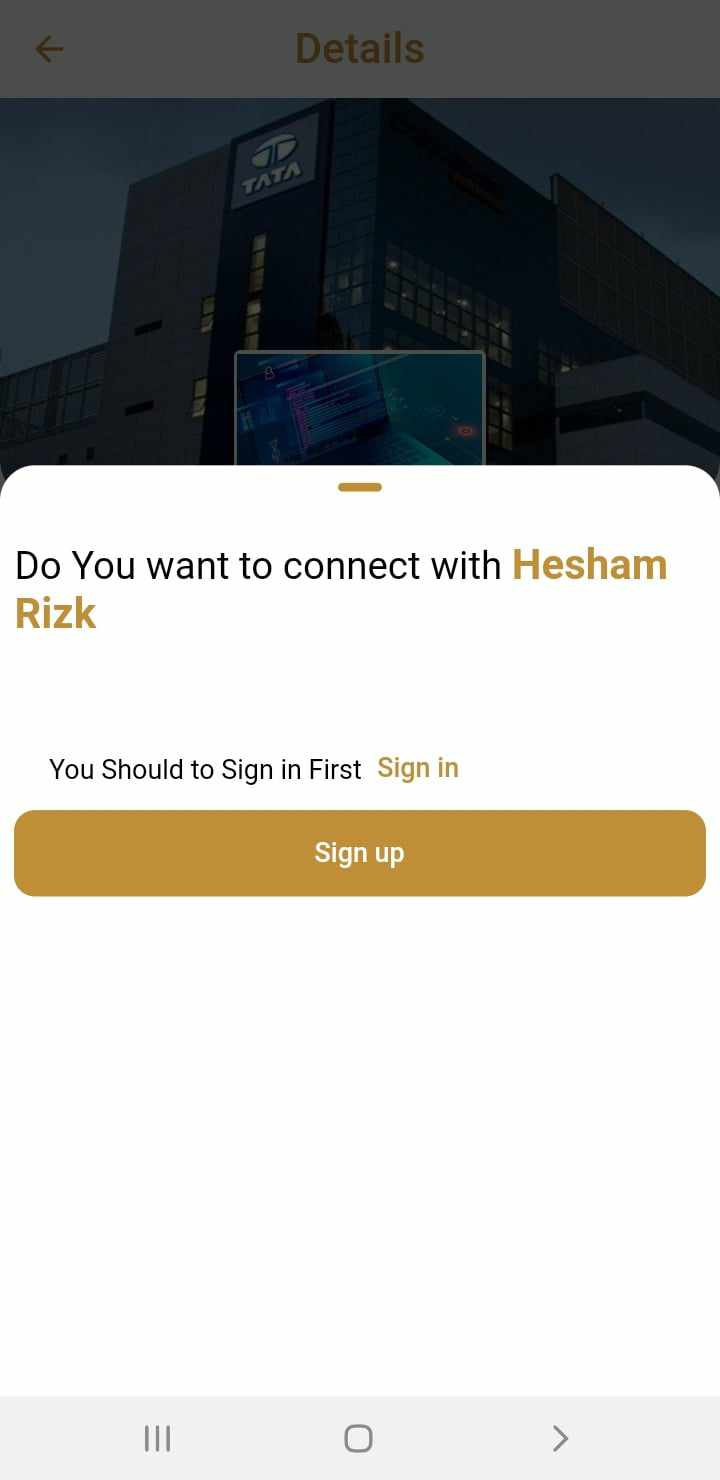 Details
TATA
Do You want to connect with Hesham
Rizk
You Should to Sign in First Sign in
Sign up